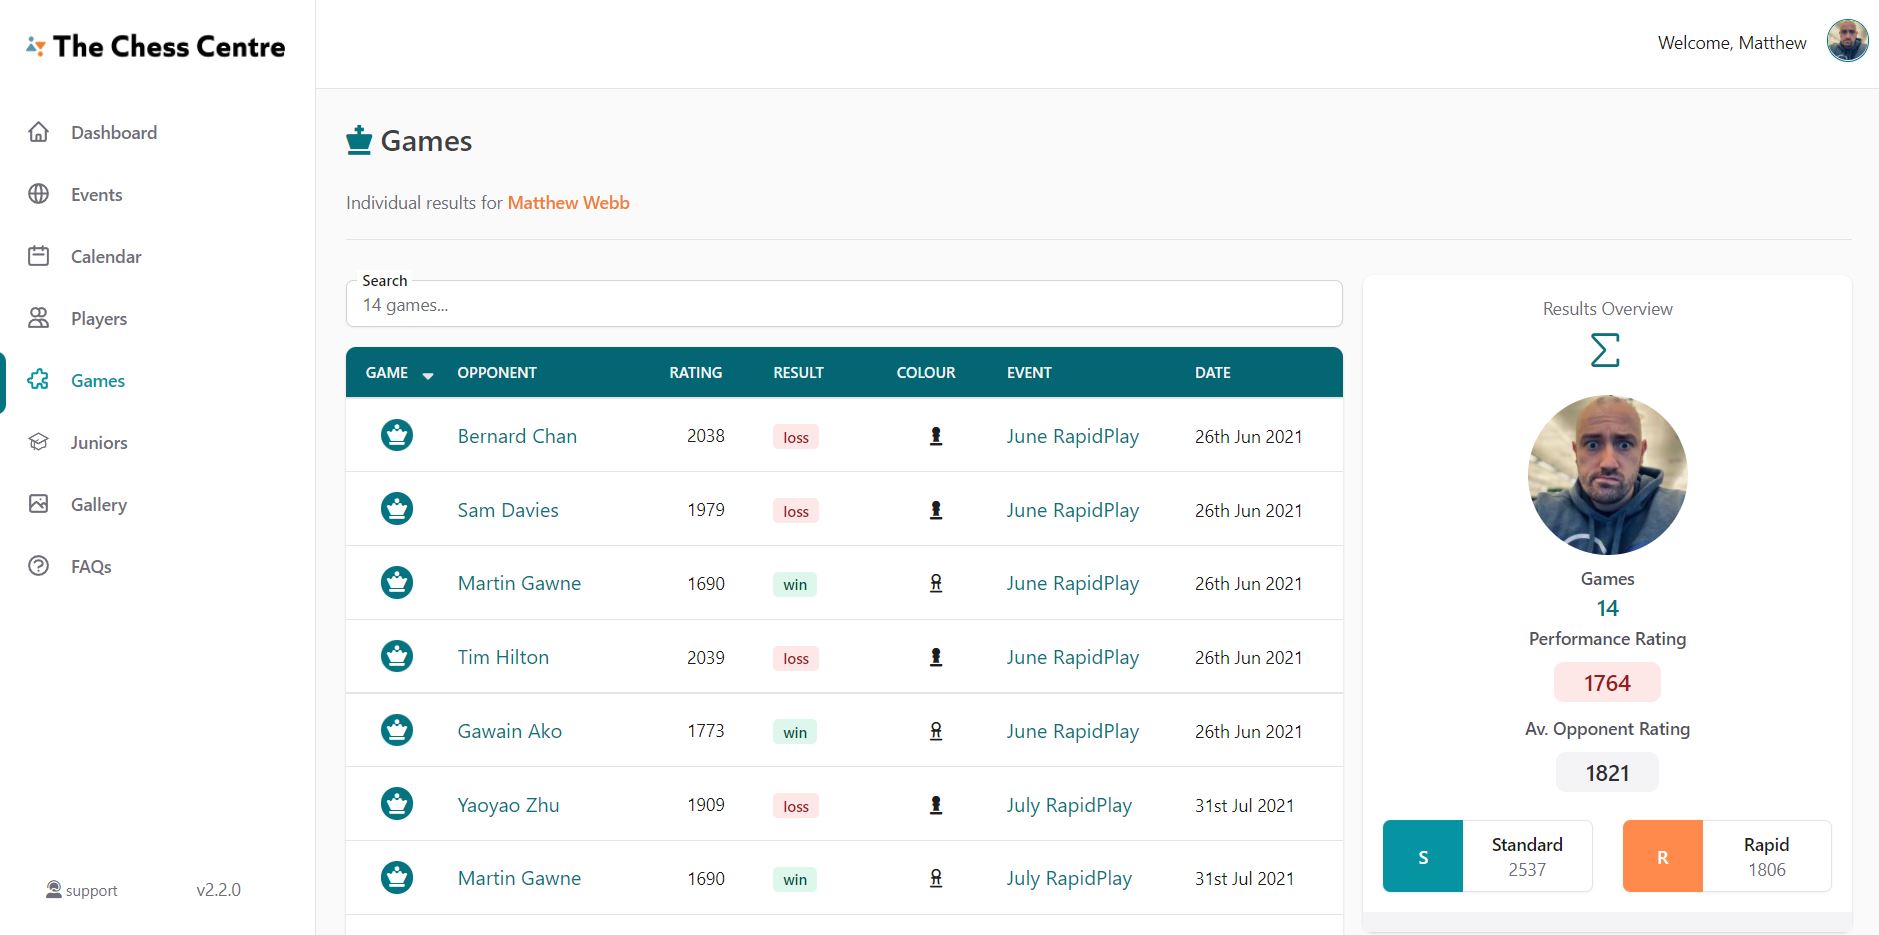 The Chess Centre
Welcome, Matthew
Dashboard
Events
Calendar
Players
Games
Juniors
Gallery
FAQs
support v2.2.0
Games
Individual results for Matthew Webb
Search
14 games...
GAME OPPONENT RATING RESULT COLOUR EVENT DATE
Bernard Chan 2038 loss June RapidPlay 26th Jun 2021
Sam Davies 1979 loss June RapidPlay 26th Jun 2021
Martin Gawne 1690 win June RapidPlay 26th Jun 2021
Tim Hilton 2039 loss June RapidPlay 26th Jun 2021
Gawain Ako 1773 win June RapidPlay 26th Jun 2021
Yaoyao Zhu 1909 loss July RapidPlay 31st Jul 2021
Martin Gawne 1690 win July RapidPlay 31st Jul 2021
Results Overview
Games
14
Performance Rating
1764
Av. Opponent Rating
1821
S Standard 2537
R Rapid 1806